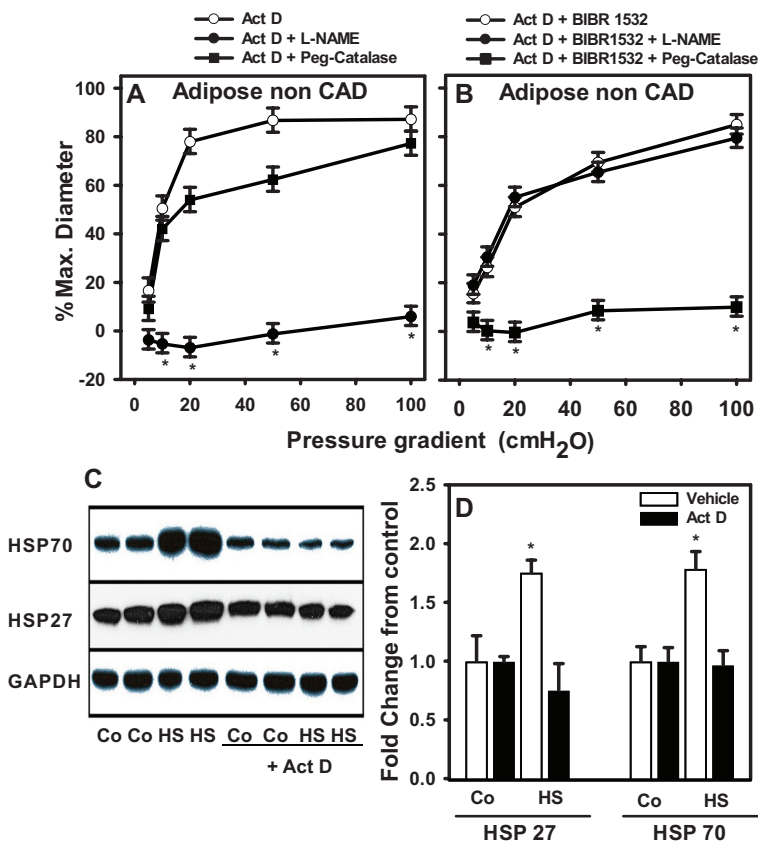 Act D
Act D + L-NAME
Act D + Peg-Catalase
Act D + BIBR 1532
Act D + BIBR1532 + L-NAME
Act D + BIBR1532 + Peg-Catalase
A
Adipose non CAD
B
Adipose non CAD
% Max. Diameter
100
80
60
40
20
0
-20
* * * *
* * * *
0 20 40 60 80 100
0 20 40 60 80 100
Pressure gradient (cmH2O)
C
HSP70
HSP27
GAPDH
Co Co HS HS Co Co HS HS
+ Act D
D
Vehicle
Act D
Fold Change from control
2.5
2.0
1.5
1.0
0.5
0.0
* *
Co HS Co HS
HSP 27 HSP 70